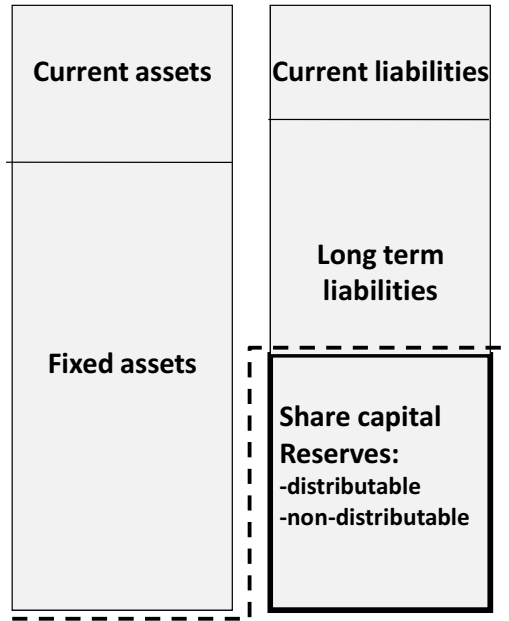 Current assets
Fixed assets
Current liabilities
Long term
liabilities
Share capital
Reserves:
-distributable
-non-distributable